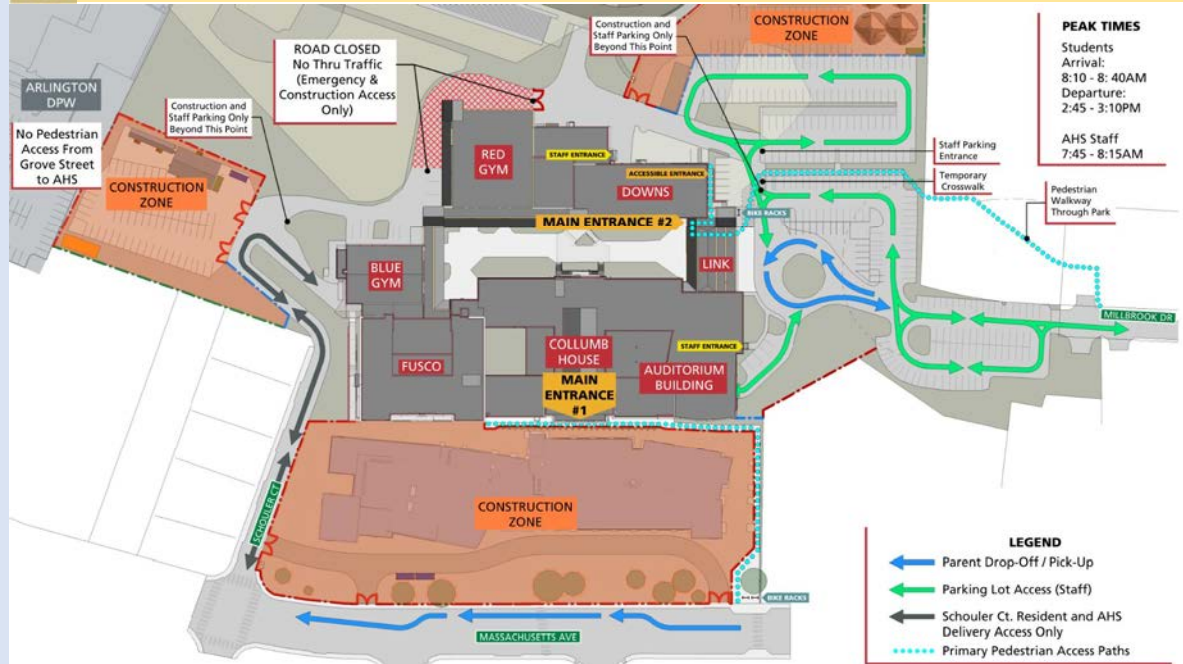 Construction and
Staff Parking Only
Beyond This Point
CONSTRUCTION
ZONE
PEAK TIMES
Students
Arrival:
8:10 - 8: 40AM
Departure:
2:45 - 3:10PM
AHS Staff
7:45 - 8:15AM
ROAD CLOSED
No Thru Traffic
(Emergency &
Construction Access
Only)
ARLINGTON
DPW
No Pedestrian
Access From
Grove Street
to AHS
Construction and
Staff Parking Only
Beyond This Point
CONSTRUCTION
ZONE
RED
GYM
STAFF ENTRANCE
ACCESSIBLE ENTRANCE
DOWNS
Staff Parking
Entrance
Temporary
Crosswalk
Pedestrian
Walkway
Through Park
MAIN ENTRANCE #2
BIKE RACKS
BLUE
GYM
LINK
MILLBROOK DR
FUSCO
COLLUMB
HOUSE
STAFF ENTRANCE
AUDITORIUM
BUILDING
MAIN
ENTRANCE
#1
SCHOULER CT
CONSTRUCTION
ZONE
BIKE RACKS
MASSACHUSETTS AVE
LEGEND
Parent Drop-Off / Pick-Up
Parking Lot Access (Staff)
Schouler Ct. Resident and AHS
Delivery Access Only
Primary Pedestrian Access Paths